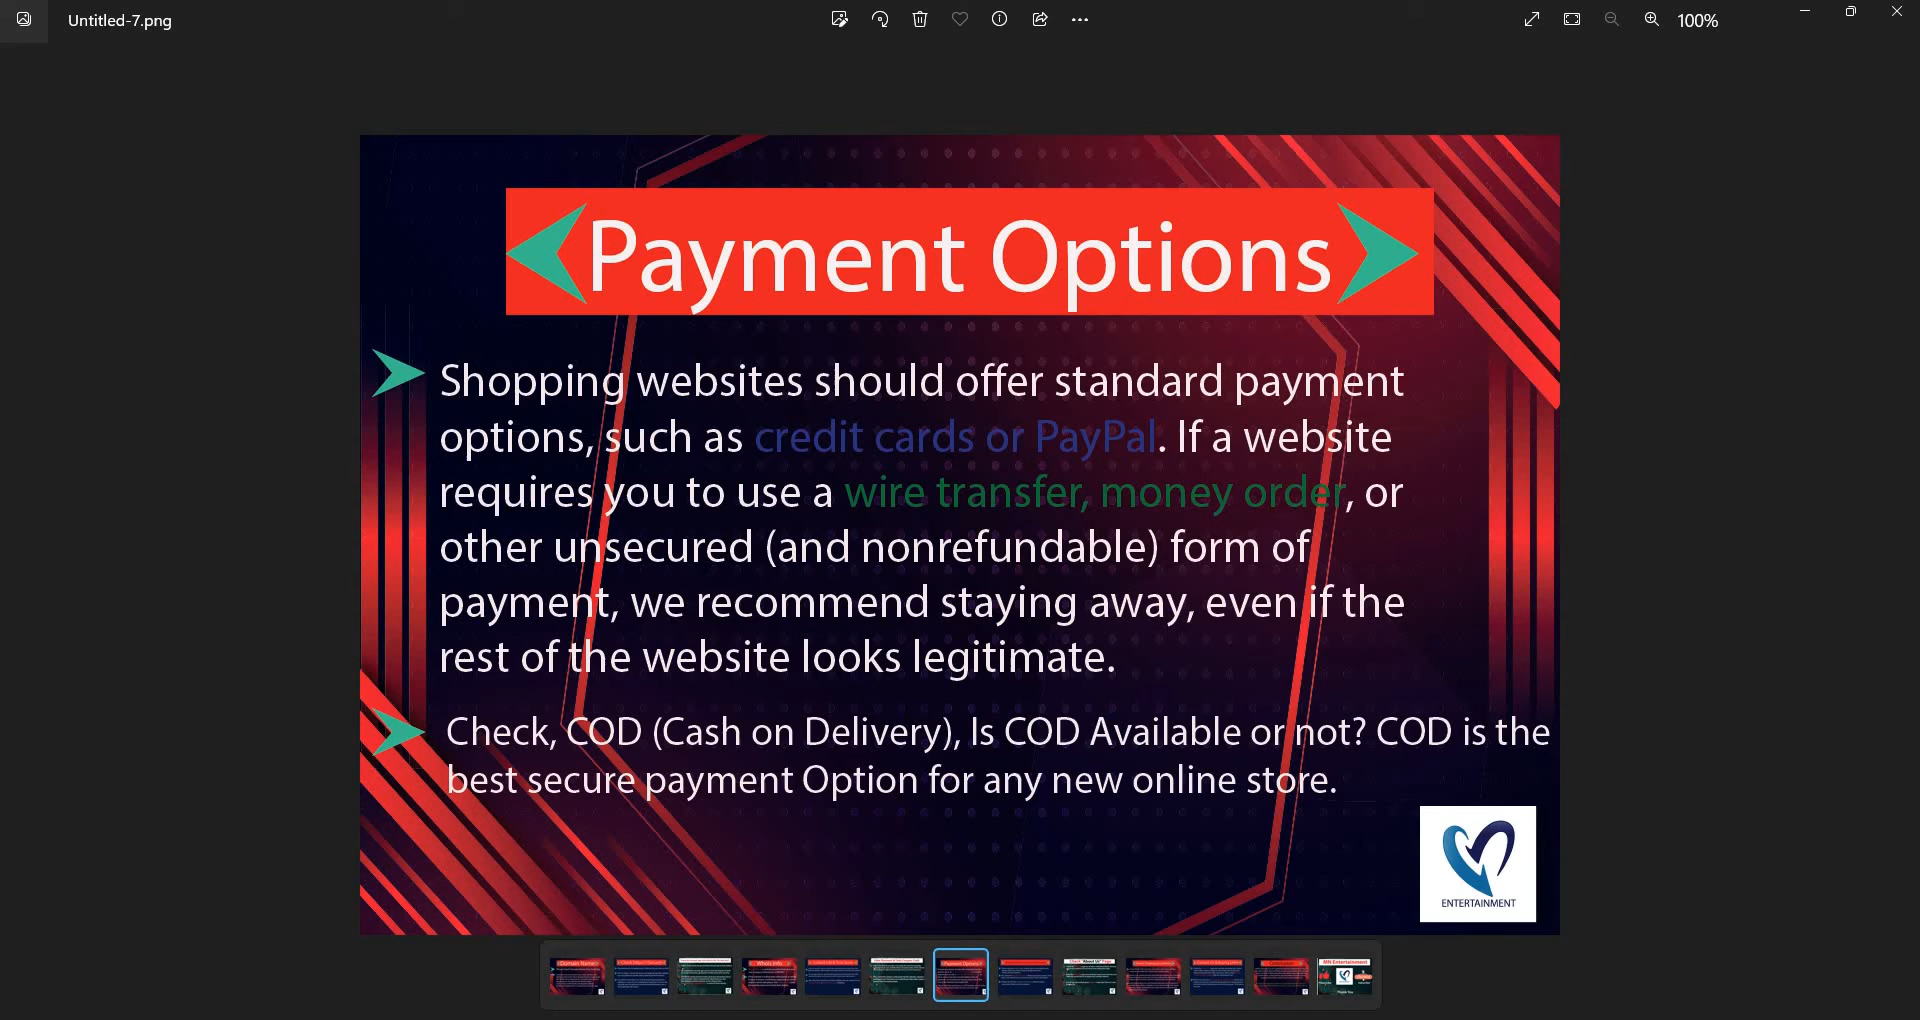 Untitled-7.png
100%
Payment Options
Shopping websites should offer standard payment
options, such as credit cards or PayPal. If a website
requires you to use a wire transfer, money order, or
other unsecured (and nonrefundable) form of
payment, we recommend staying away, even if the
rest of the website looks legitimate.
Check, COD (Cash on Delivery), Is COD Available or not? COD is the
best secure payment Option for any new online store.
ENTERTAINMENT